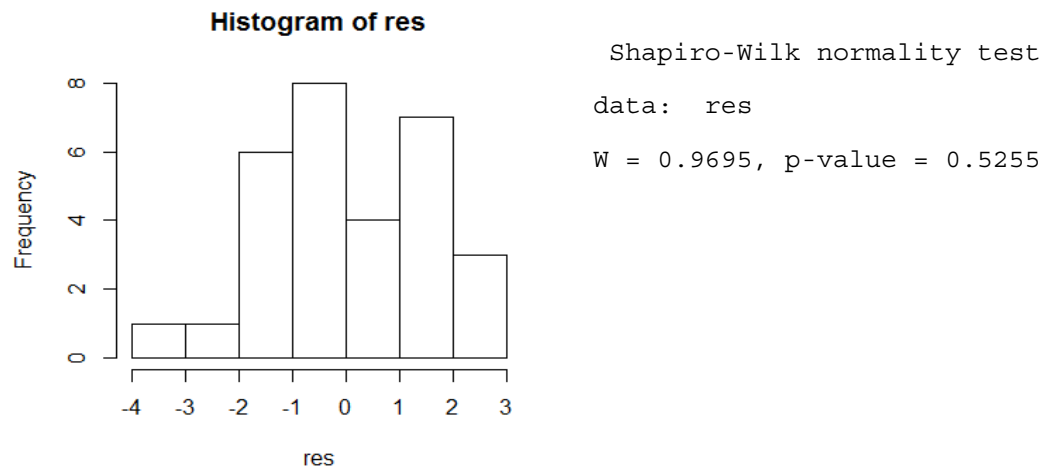 Histogram of res
Frequency
8
6
4
2
0
-4 -3 -2 -1 0 1 2 3
res
Shapiro-Wilk normality test
data: res
W = 0.9695, p-value = 0.5255